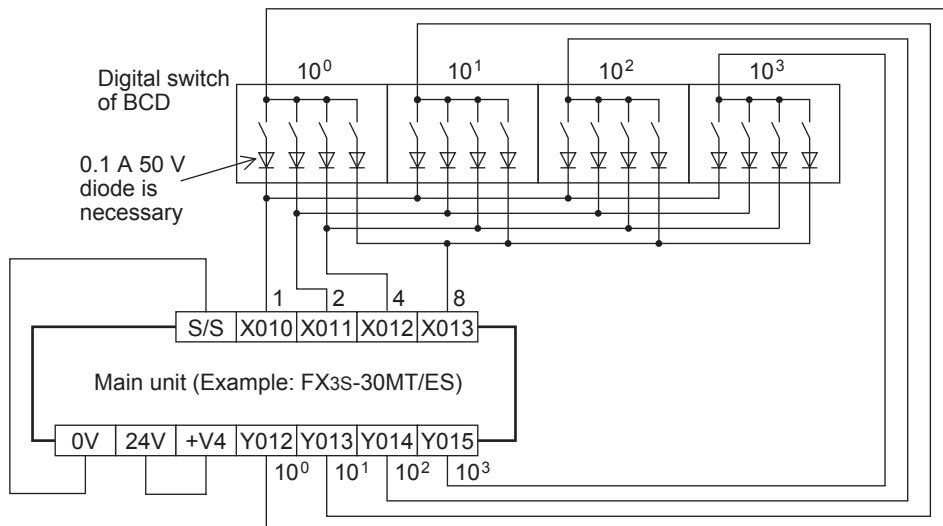 10⁰ 10¹ 10² 10³
Digital switch
of BCD
0.1 A 50 V
diode is
necessary
1 2 4 8
S/S X010 X011 X012 X013
Main unit (Example: FX3S-30MT/ES)
0V 24V +V4 Y012 Y013 Y014 Y015
10⁰ 10¹ 10² 10³